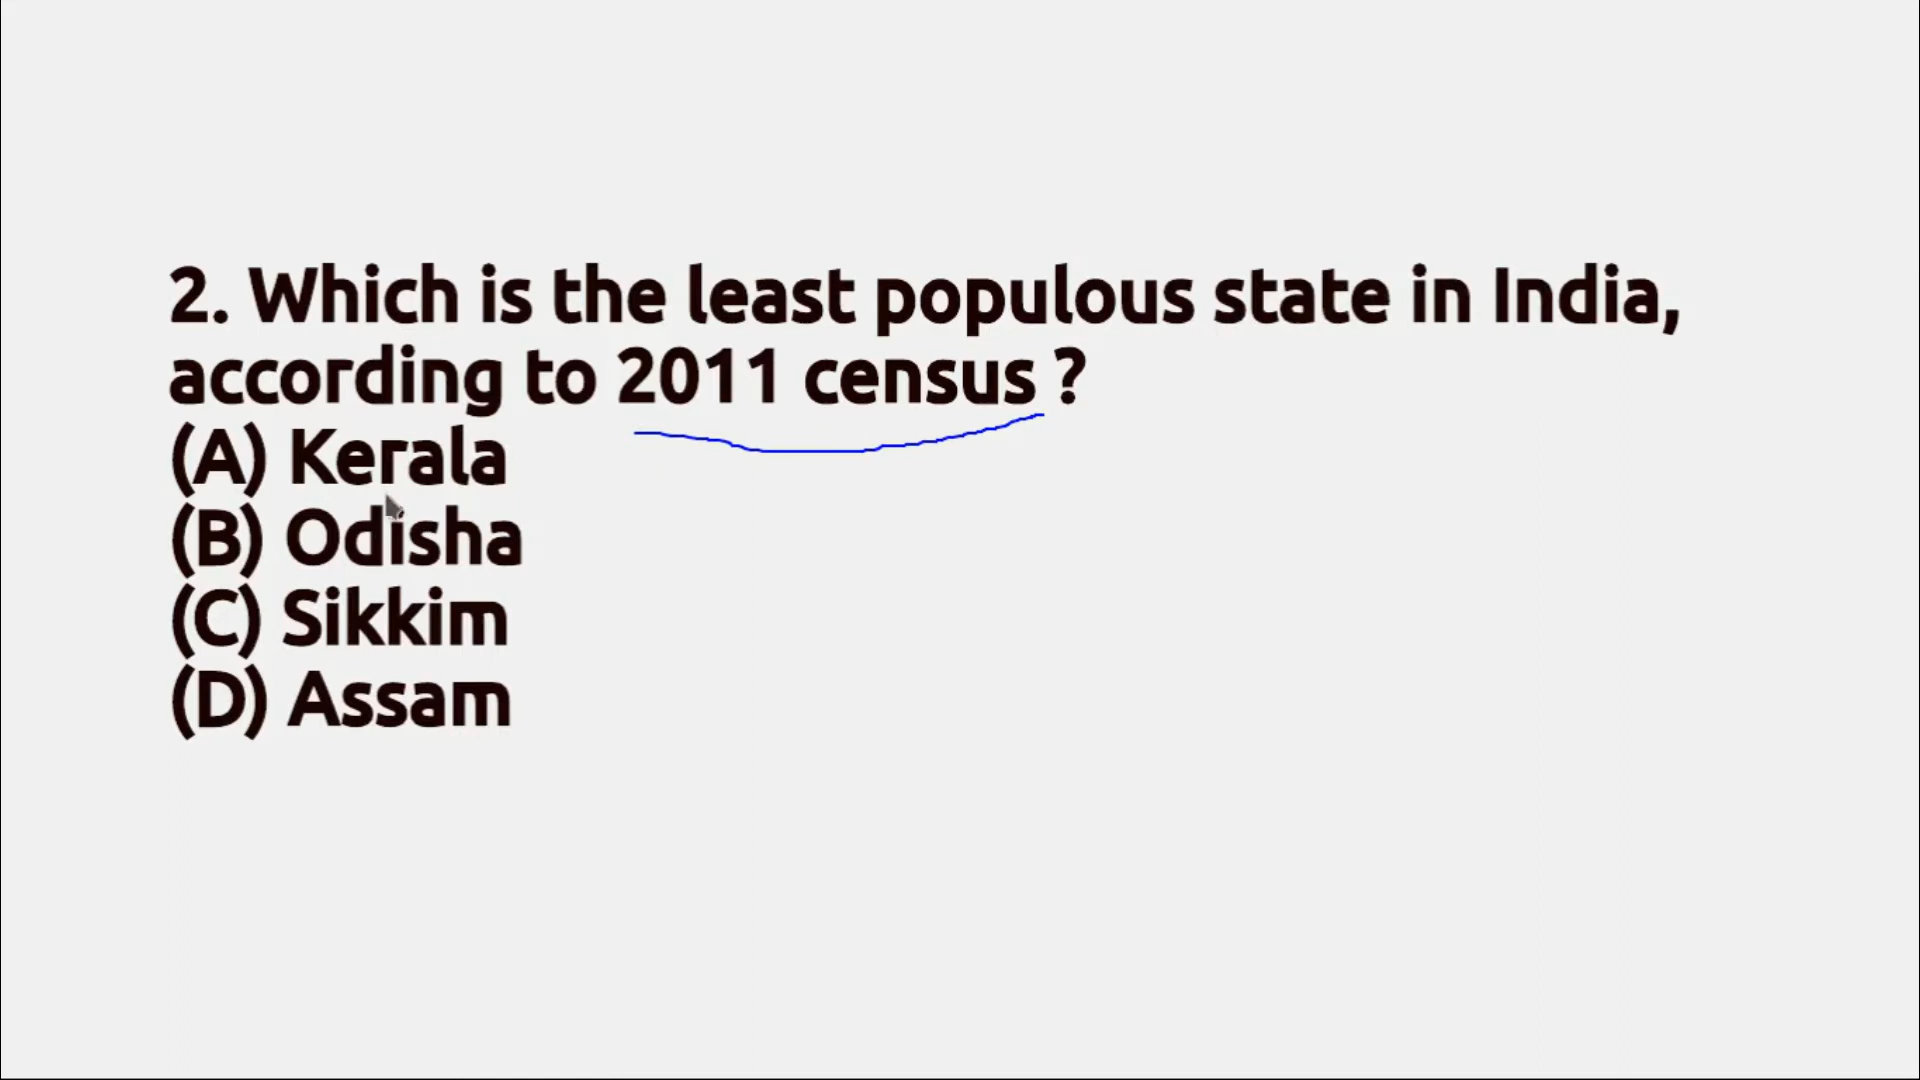 2. Which is the least populous state in India,
according to 2011 census ?
(A) Kerala
(B) Odisha
(C) Sikkim
(D) Assam